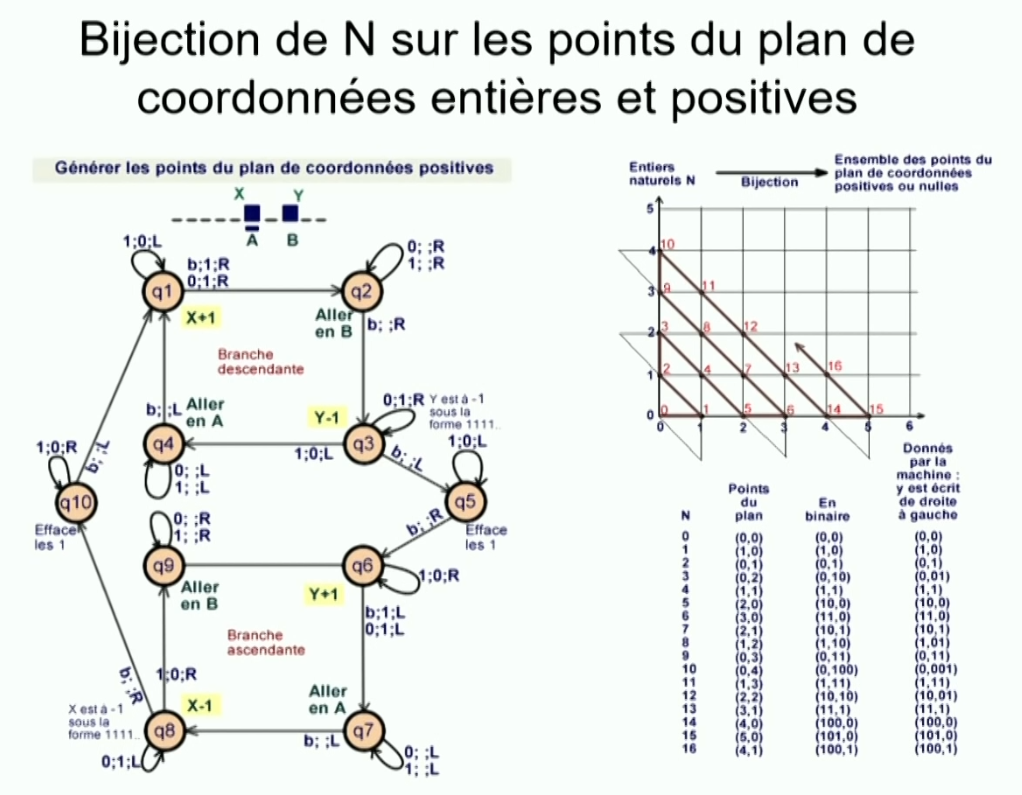 Bijection de N sur les points du plan de
coordonnées entières et positives
Générer les points du plan de coordonnées positives
X Y
A B
1;0;L
b;1;R
0;1;R
q1
X+1
0; ;R
1; ;R
q2
Aller
en B
b; ;R
Branche
descendante
b; ;L
Aller
en A
q4
0; ;L
1; ;L
Y-1
1;0;L
q3
0;1;R
Y est à -1
sous la
forme 1111..
b; ;L
1;0;L
q5
Efface
les 1
b; ;R
1;0;R
q10
Efface
les 1
b; ;L
0; ;R
1; ;R
q9
Aller
en B
q6
1;0;R
Y+1
b;1;L
0;1;L
Branche
ascendante
b; ;R
1;0;R
X-1
Aller
en A
X est à -1
sous la
forme 1111..
q8
0;1;L
b; ;L
q7
0; ;L
1; ;L
Entiers
naturels N
Bijection
Ensemble des points du
plan de coordonnées
positives ou nulles
5
4 10
3 9 11
2 3 8 12
1 2 4 7 13 16
0 0 1 5 6 14 15
0 1 2 3 4 5 6
N
Points
du
plan
En
binaire
Donnés
par la
machine :
y est écrit
de droite
à gauche
0 (0,0) (0,0) (0,0)
1 (1,0) (1,0) (1,0)
2 (0,1) (0,1) (0,1)
3 (0,2) (0,10) (0,01)
4 (1,1) (1,1) (1,1)
5 (2,0) (10,0) (10,0)
6 (3,0) (11,0) (11,0)
7 (2,1) (10,1) (10,1)
8 (1,2) (1,10) (1,01)
9 (0,3) (0,11) (0,11)
10 (0,4) (0,100) (0,001)
11 (1,3) (1,11) (1,11)
12 (2,2) (10,10) (10,01)
13 (3,1) (11,1) (11,1)
14 (4,0) (100,0) (100,0)
15 (5,0) (101,0) (101,0)
16 (4,1) (100,1) (100,1)